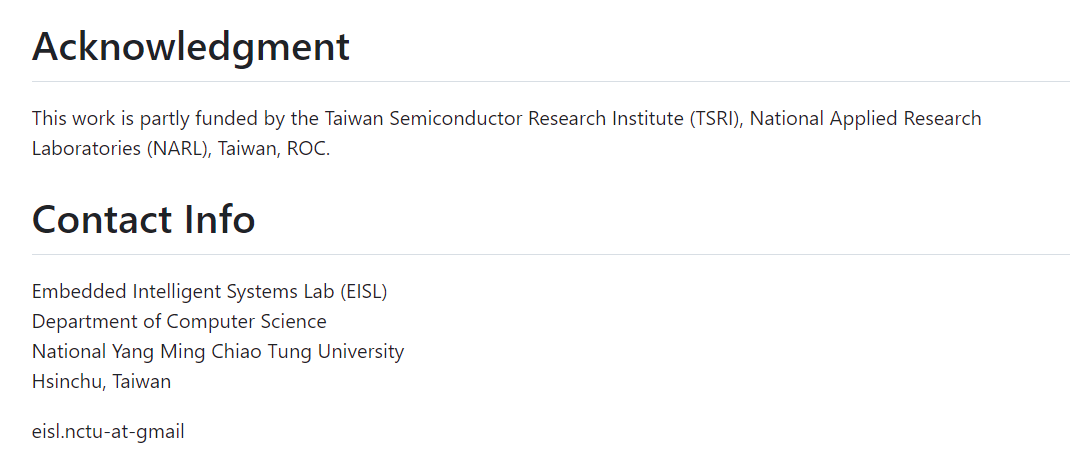 Acknowledgment
This work is partly funded by the Taiwan Semiconductor Research Institute (TSRI), National Applied Research
Laboratories (NARL), Taiwan, ROC.
Contact Info
Embedded Intelligent Systems Lab (EISL)
Department of Computer Science
National Yang Ming Chiao Tung University
Hsinchu, Taiwan
eisl.nctu-at-gmail